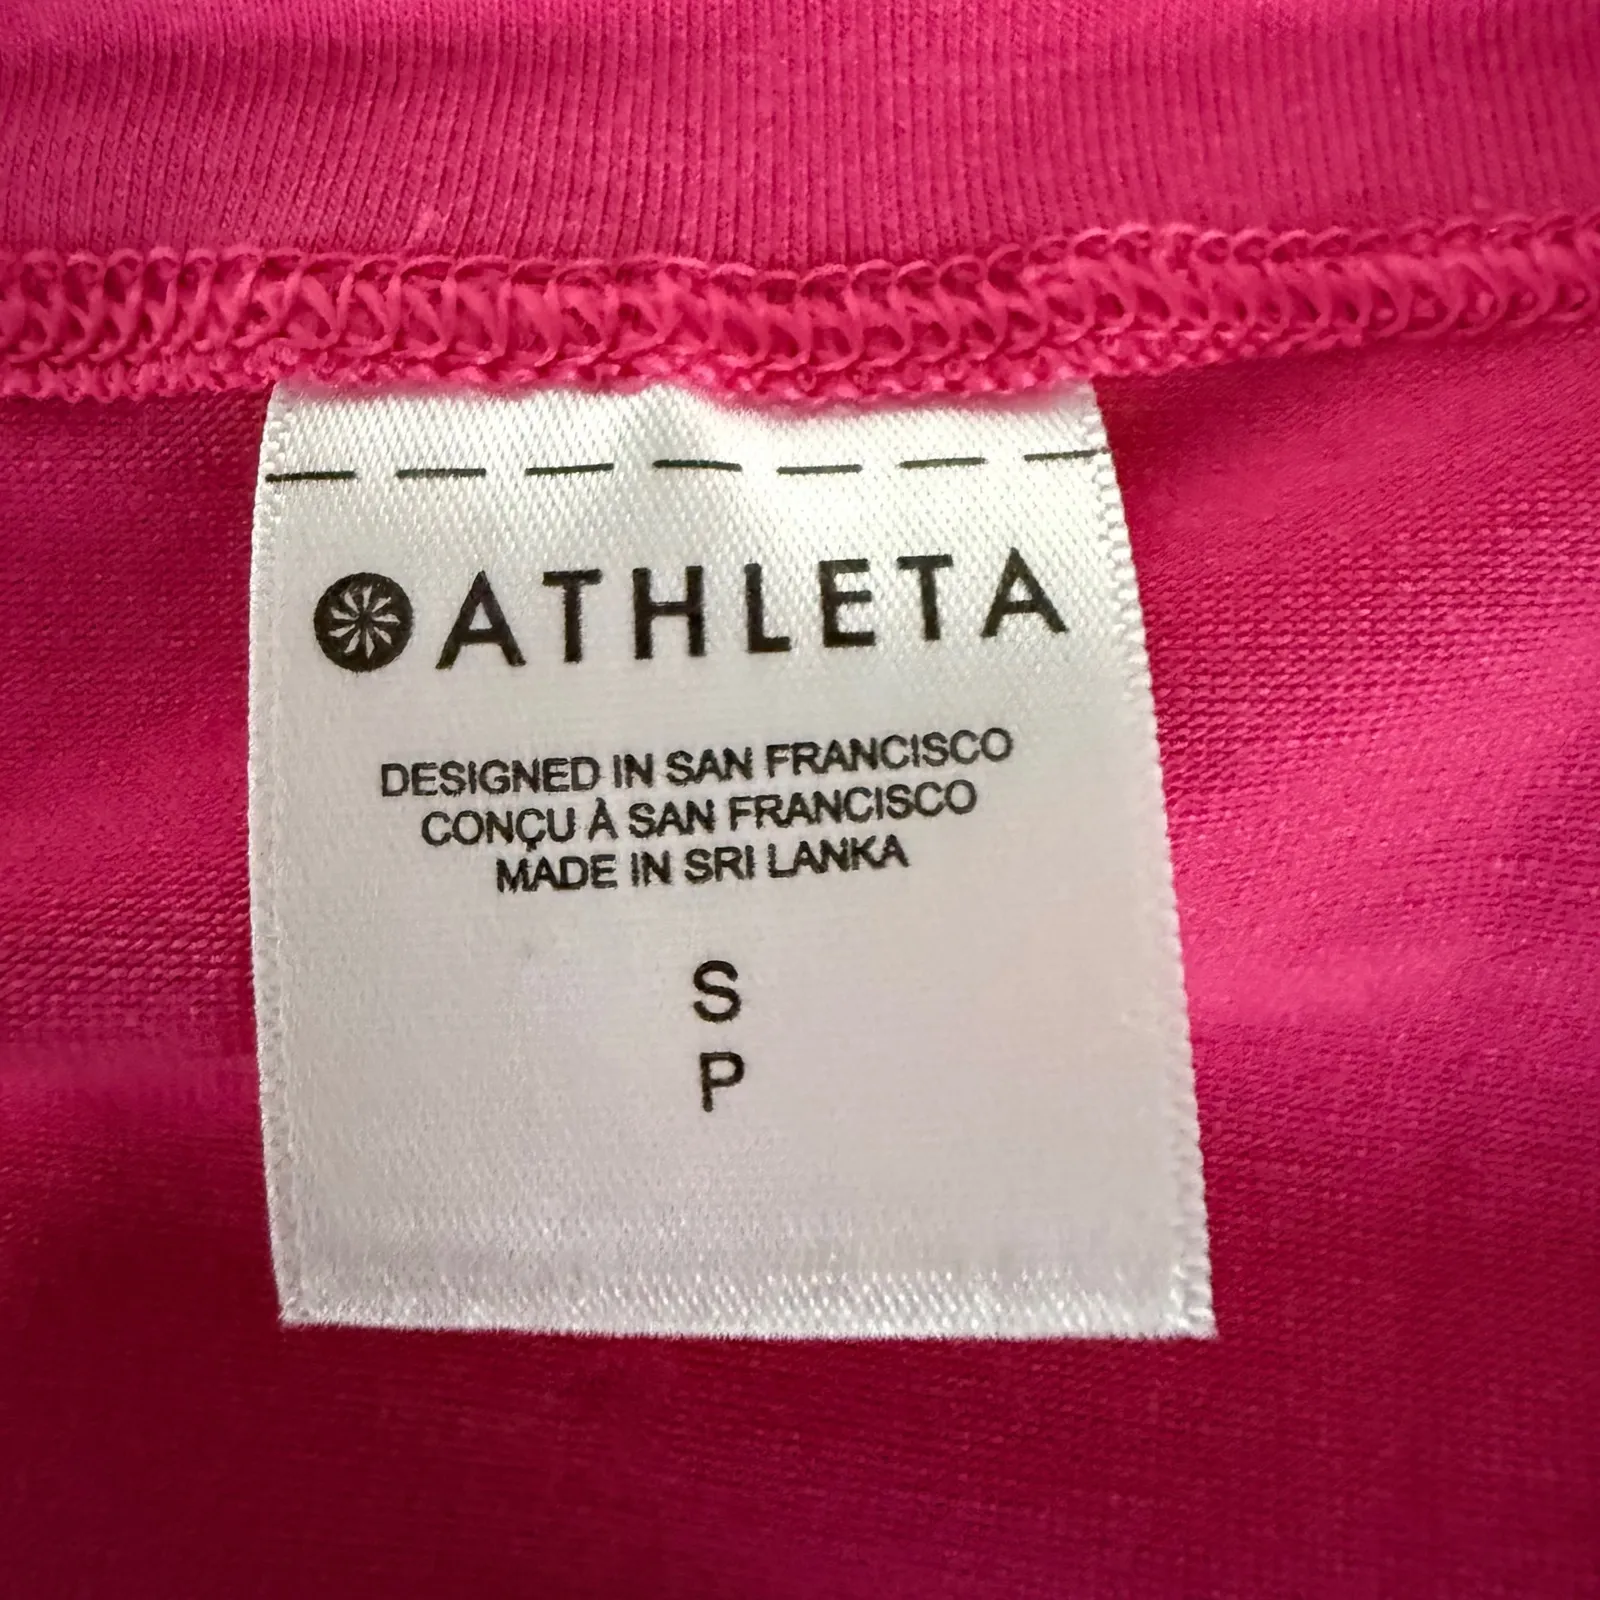 ATHLETA
DESIGNED IN SAN FRANCISCO
CONÇU À SAN FRANCISCO
MADE IN SRI LANKA
S
P